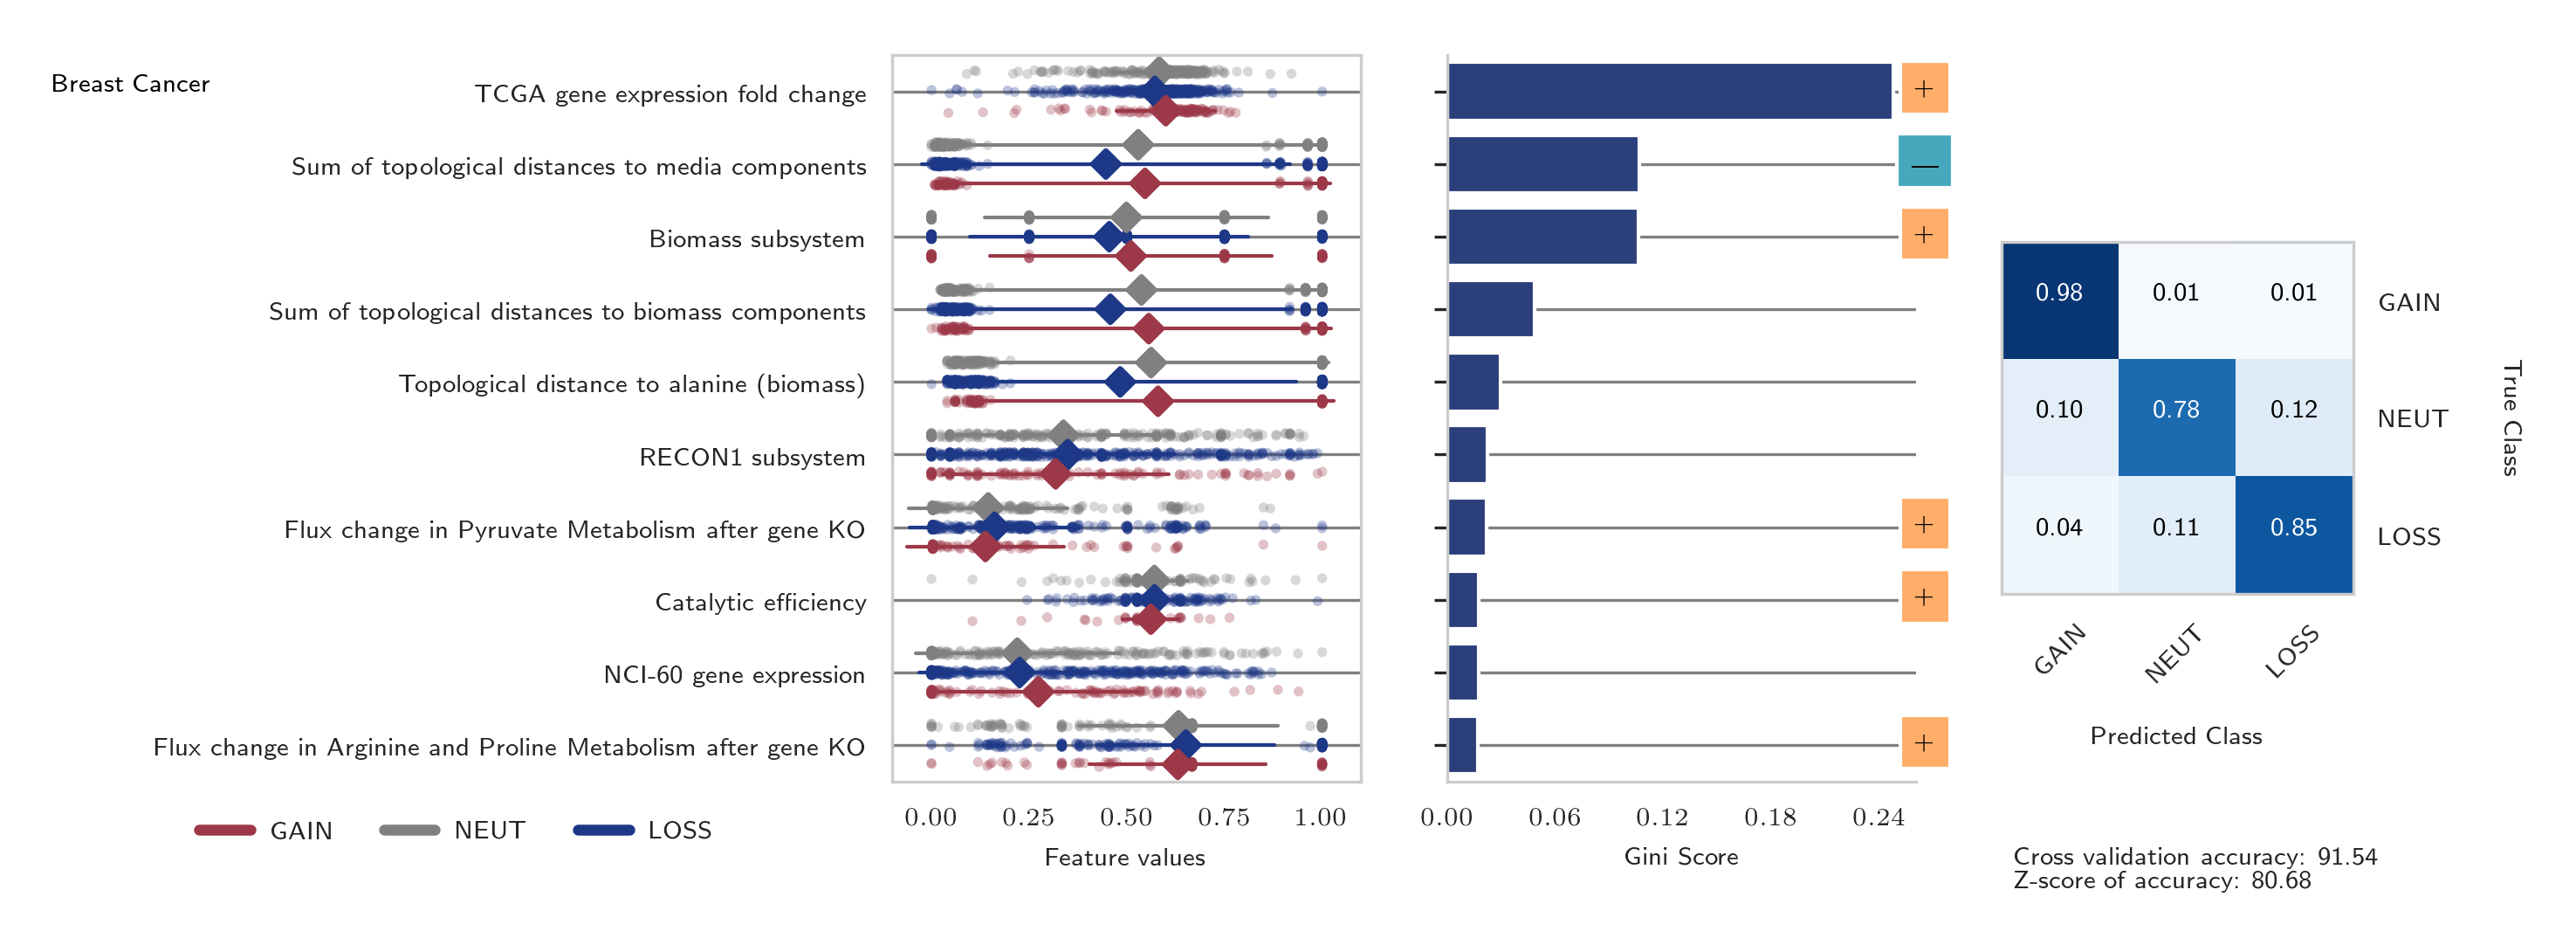 Breast Cancer
TCGA gene expression fold change
Sum of topological distances to media components
Biomass subsystem
Sum of topological distances to biomass components
Topological distance to alanine (biomass)
RECON1 subsystem
Flux change in Pyruvate Metabolism after gene KO
Catalytic efficiency
NCI-60 gene expression
Flux change in Arginine and Proline Metabolism after gene KO
GAIN NEUT LOSS
0.00 0.25 0.50 0.75 1.00
Feature values
+
—
+
+
+
+
0.00 0.06 0.12 0.18 0.24
Gini Score
0.98 0.01 0.01 GAIN
0.10 0.78 0.12 NEUT
0.04 0.11 0.85 LOSS
True Class
GAIN NEUT LOSS
Predicted Class
Cross validation accuracy: 91.54
Z-score of accuracy: 80.68